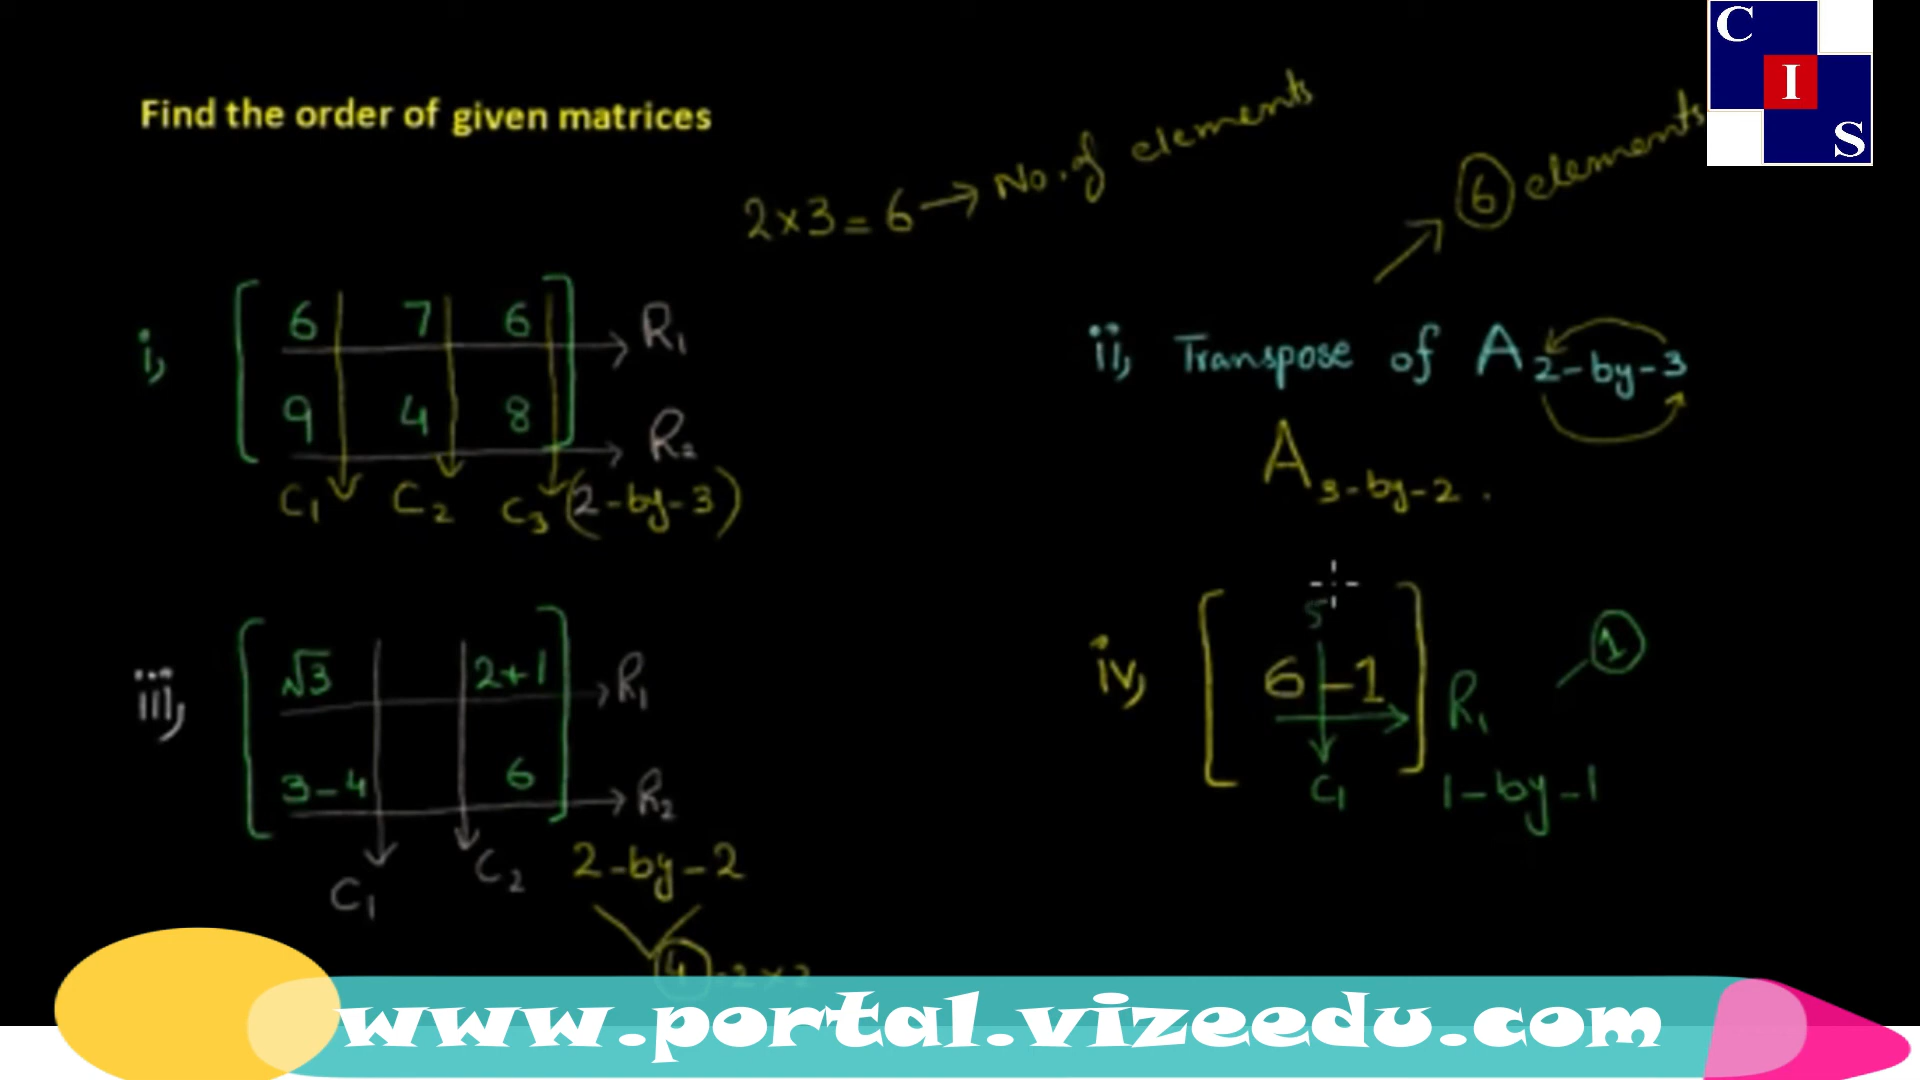 C
I
S
Find the order of given matrices
2×3=6→No. of elements
6 elements
i, [6 7 6] R₁
9 4 8 R₂
C₁ C₂ C₃ (2-by-3)
ii, Transpose of A 2-by-3
A 3-by-2.
iii, [√3 2+1] R₁
3-4 6 R₂
C₁ C₂ 2-by-2
4
iv, 5
[6-1] R₁ 1
C₁ 1-by-1
www.portal.vizeedu.com